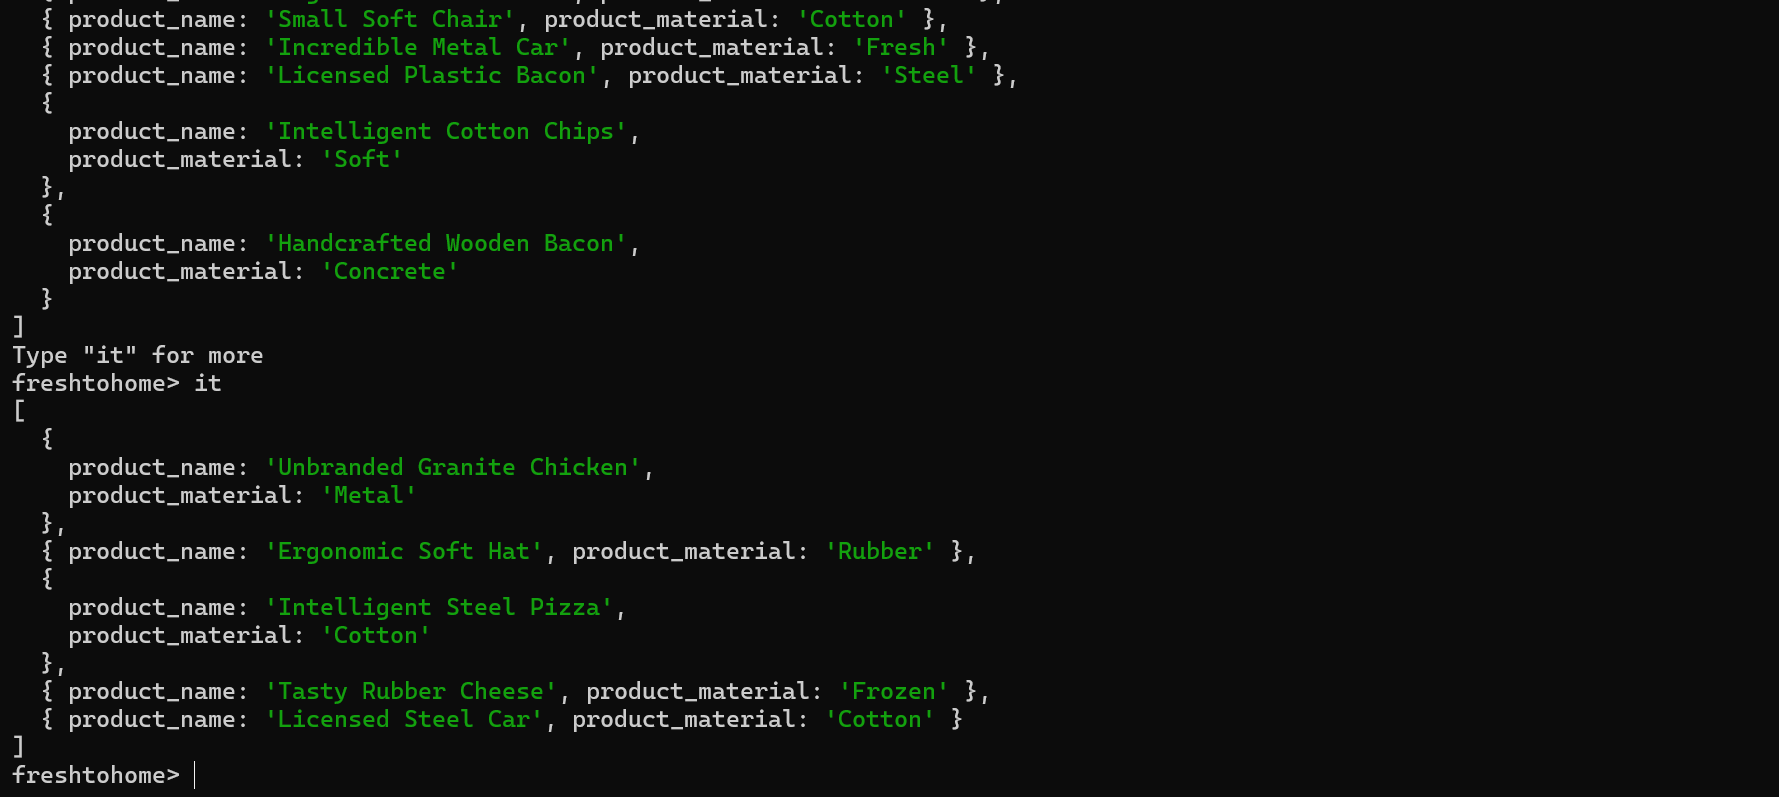 { product_name: 'Small Soft Chair', product_material: 'Cotton' },
{ product_name: 'Incredible Metal Car', product_material: 'Fresh' },
{ product_name: 'Licensed Plastic Bacon', product_material: 'Steel' },
{
product_name: 'Intelligent Cotton Chips',
product_material: 'Soft'
},
{
product_name: 'Handcrafted Wooden Bacon',
product_material: 'Concrete'
}
]
Type "it" for more
freshtohome> it
[
{
product_name: 'Unbranded Granite Chicken',
product_material: 'Metal'
},
{ product_name: 'Ergonomic Soft Hat', product_material: 'Rubber' },
{
product_name: 'Intelligent Steel Pizza',
product_material: 'Cotton'
},
{ product_name: 'Tasty Rubber Cheese', product_material: 'Frozen' },
{ product_name: 'Licensed Steel Car', product_material: 'Cotton' }
]
freshtohome>